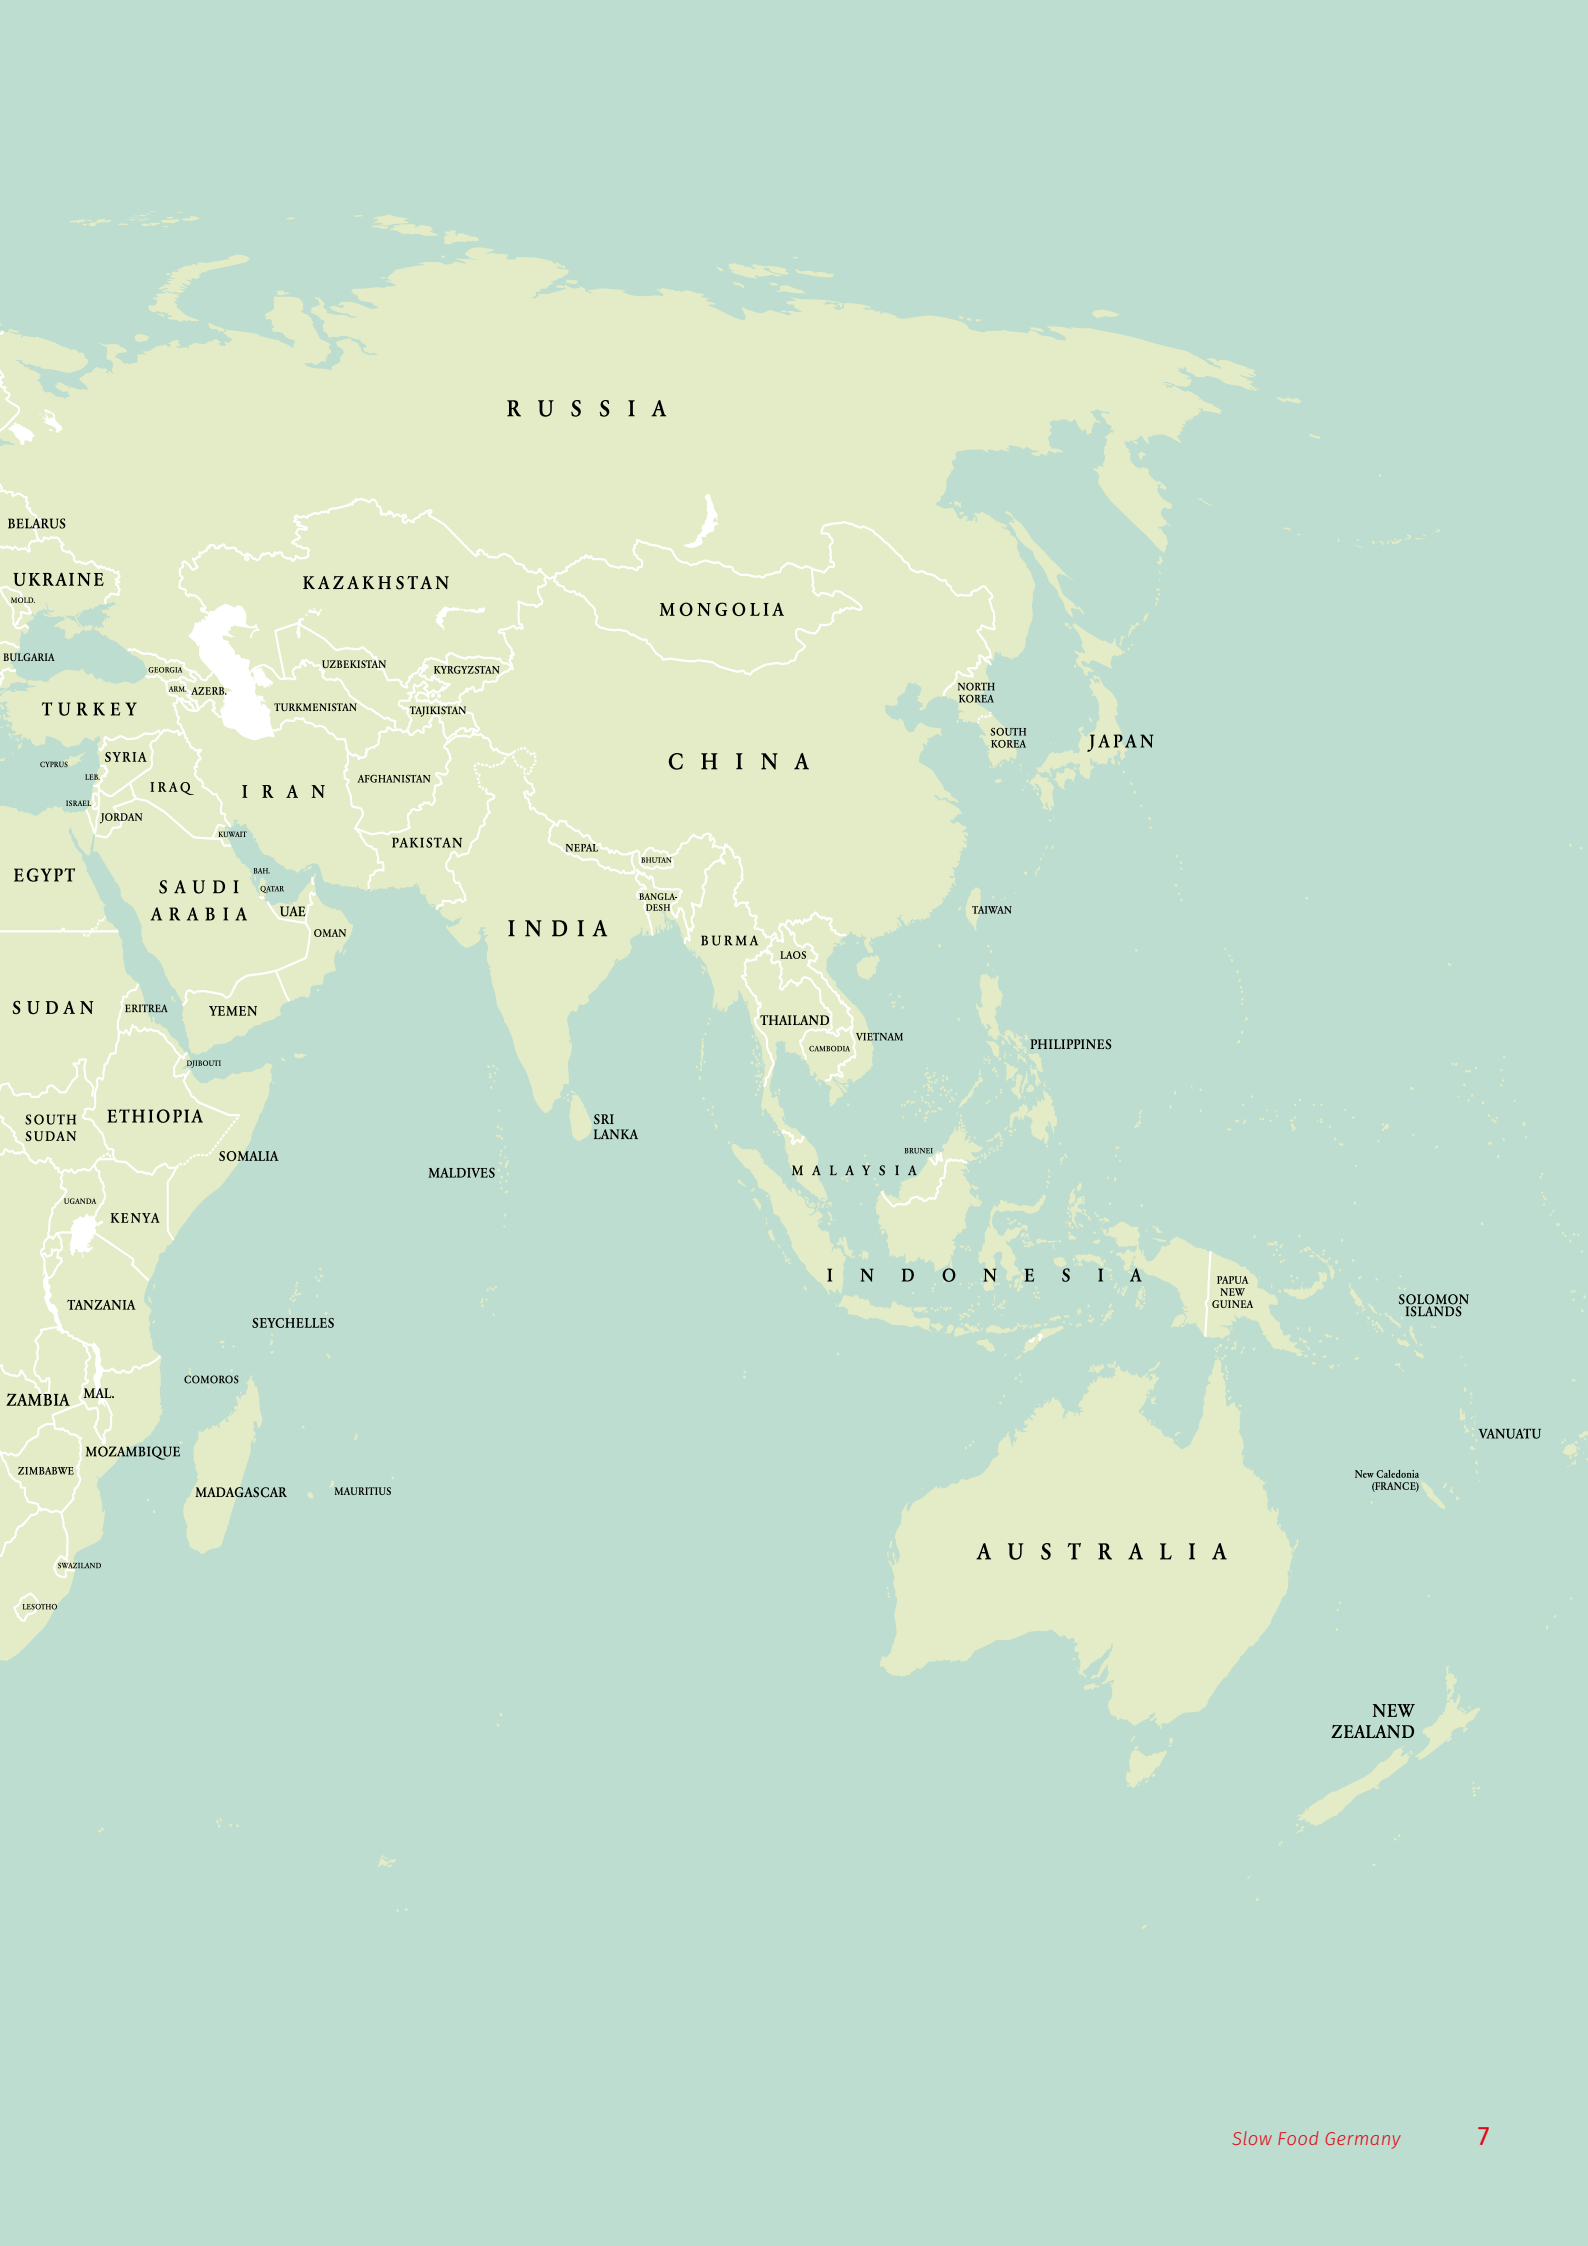 RUSSIA
BELARUS
UKRAINE
MOLD.
KAZAKHSTAN
MONGOLIA
BULGARIA
GEORGIA
UZBEKISTAN
KYRGYZSTAN
ARM.
AZERB.
NORTH
KOREA
TURKEY
TURKMENISTAN
TAJIKISTAN
SOUTH
KOREA
JAPAN
SYRIA
CYPRUS
CHINA
LEB.
AFGHANISTAN
IRAQ
IRAN
ISRAEL
JORDAN
KUWAIT
PAKISTAN
NEPAL
BHUTAN
EGYPT
BAH.
SAUDI
ARABIA
QATAR
BANGLA-
DESH
UAE
TAIWAN
OMAN
INDIA
BURMA
LAOS
SUDAN
ERITREA
YEMEN
THAILAND
VIETNAM
CAMBODIA
PHILIPPINES
DJIBOUTI
SOUTH
SUDAN
ETHIOPIA
SRI
LANKA
SOMALIA
BRUNEI
MALDIVES
MALAYSIA
UGANDA
KENYA
INDONESIA
PAPUA
NEW
GUINEA
TANZANIA
SOLOMON
ISLANDS
SEYCHELLES
COMOROS
ZAMBIA
MAL.
VANUATU
MOZAMBIQUE
ZIMBABWE
New Caledonia
(FRANCE)
MADAGASCAR
MAURITIUS
AUSTRALIA
SWAZILAND
LESOTHO
NEW
ZEALAND
Slow Food Germany 7